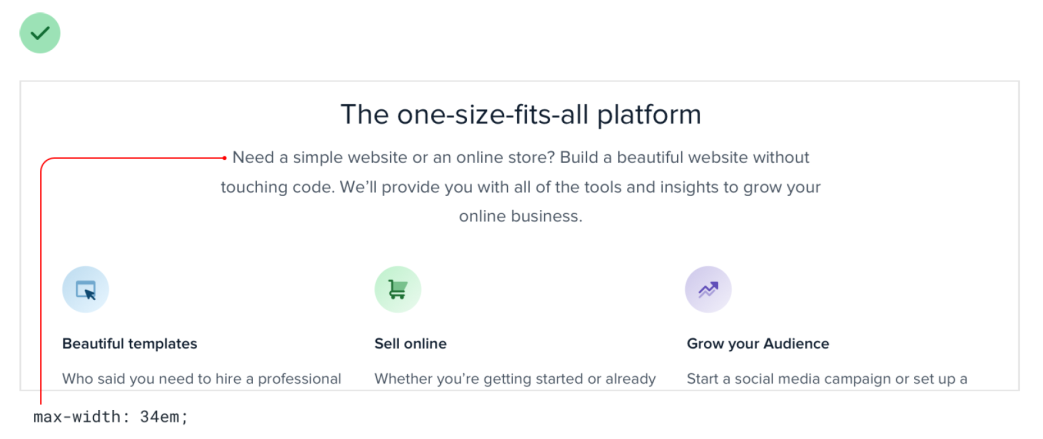 The one-size-fits-all platform
Need a simple website or an online store? Build a beautiful website without
touching code. We’ll provide you with all of the tools and insights to grow your
online business.
Beautiful templates
Sell online
Grow your Audience
Who said you need to hire a professional
Whether you’re getting started or already
Start a social media campaign or set up a
max-width: 34em;